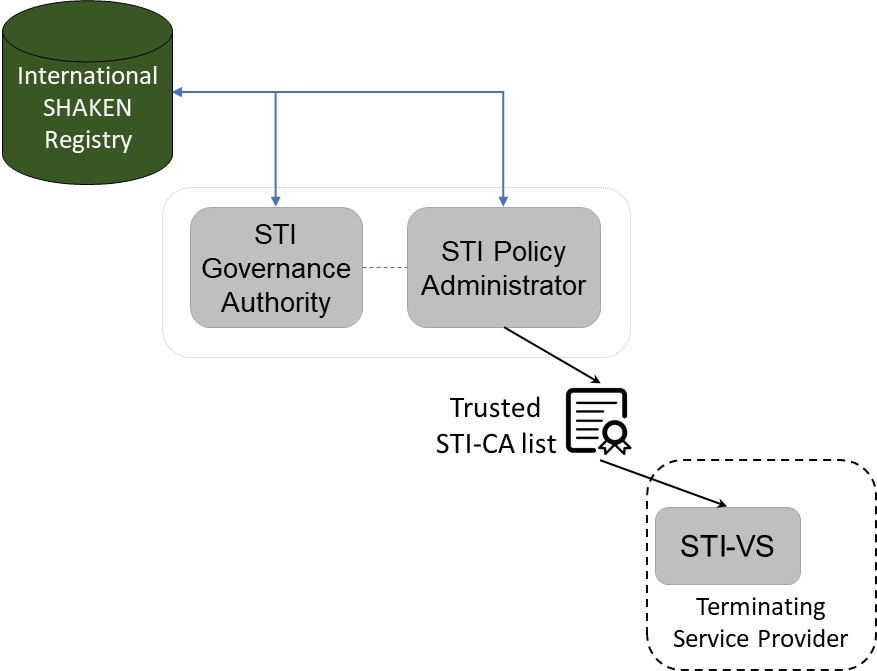 International
SHAKEN
Registry
STI
Governance
Authority
STI Policy
Administrator
Trusted
STI-CA list
STI-VS
Terminating
Service Provider